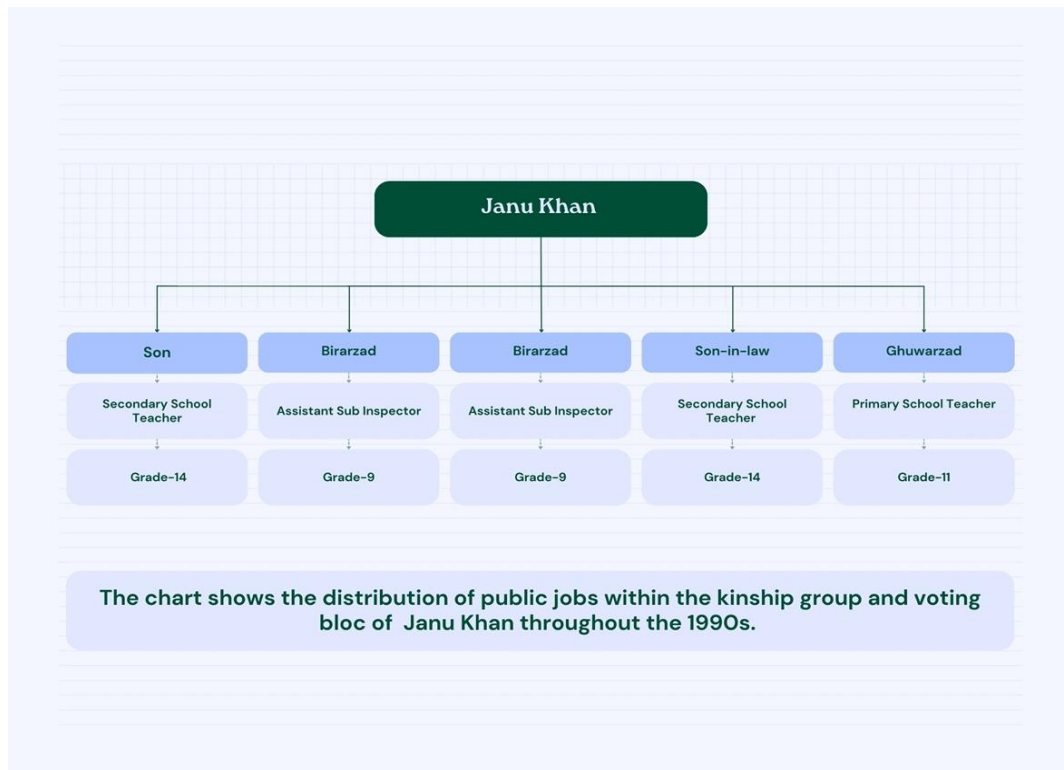 Janu Khan
Son
Birarzad
Birarzad
Son-in-law
Ghuwarzad
Secondary School
Teacher
Assistant Sub Inspector
Assistant Sub Inspector
Secondary School
Teacher
Primary School Teacher
Grade-14
Grade-9
Grade-9
Grade-14
Grade-11
The chart shows the distribution of public jobs within the kinship group and voting
bloc of Janu Khan throughout the 1990s.